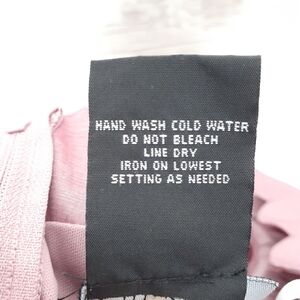 HAND WASH COLD WATER
DO NOT BLEACH
LINE DRY
IRON ON LOWEST
SETTING AS NEEDED